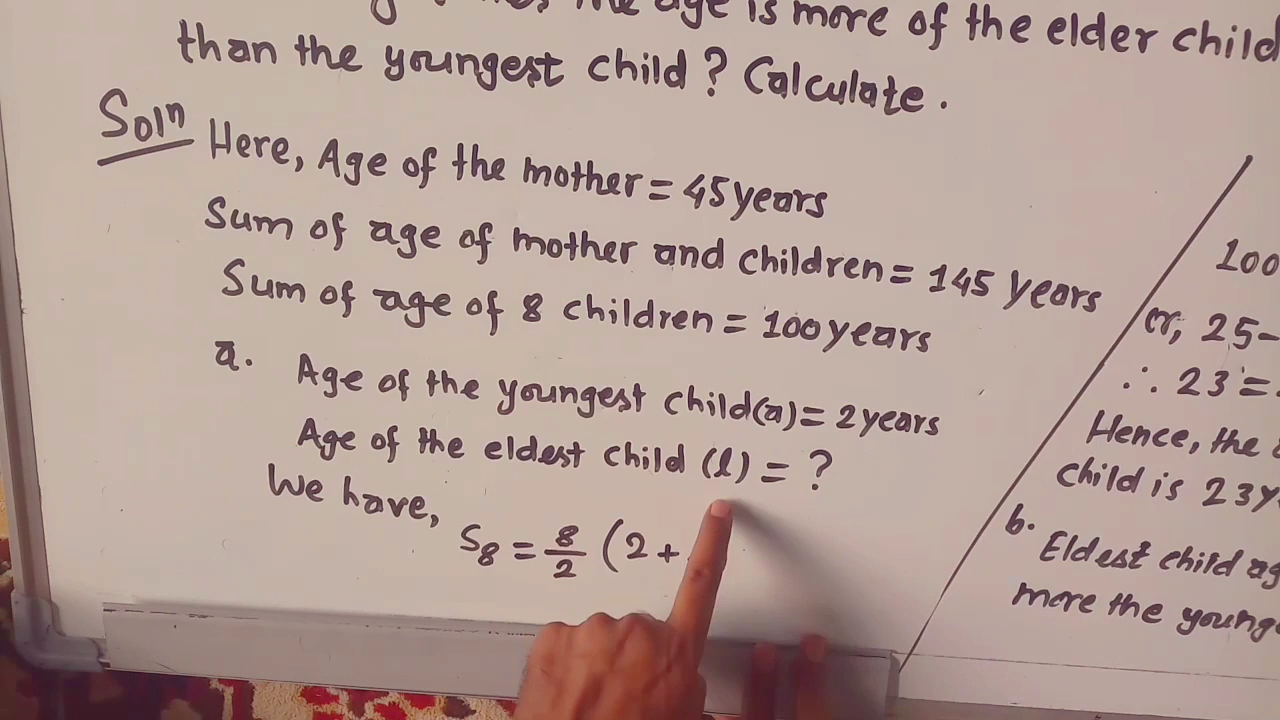 the age is more of the elder child
than the youngest child? Calculate.
Solⁿ
Here, Age of the mother = 45 years
Sum of age of mother and children = 145 years
Sum of age of 8 children = 100 years
a. Age of the youngest child (a) = 2 years
Age of the eldest child (l) = ?
We have,
S₈ = 8/2 (2 +
100
or, 25 -
∴ 23 =
Hence, the
child is 23
b. Eldest child
more the